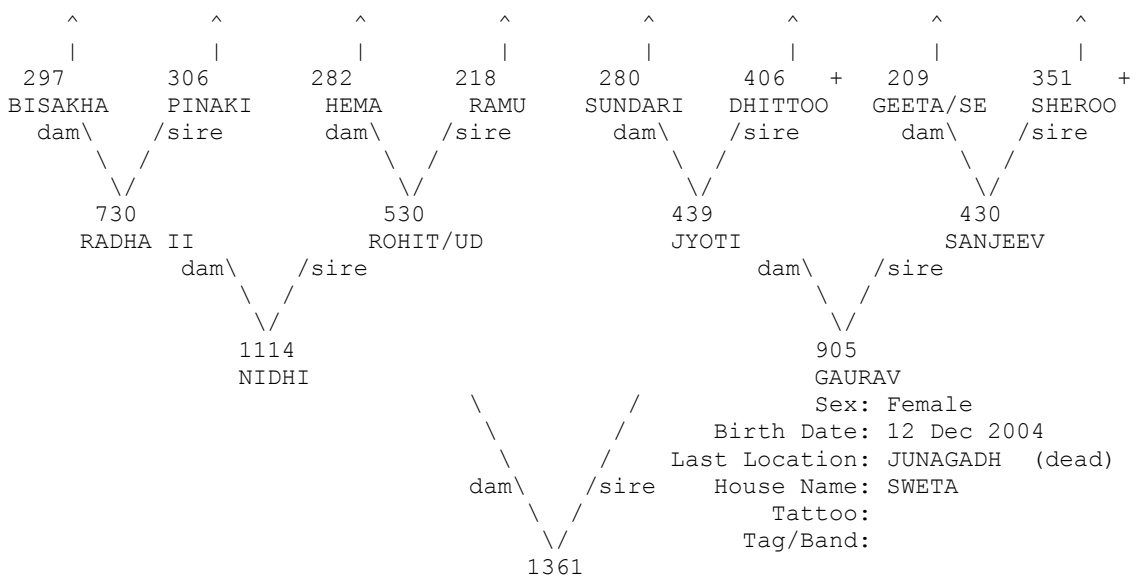 ^ ^ ^ ^ ^ ^ ^ ^
| | | | | | | |
297 306 282 218 280 406 + 209 351 +
BISAKHA PINAKI HEMA RAMU SUNDARI DHITTOO GEETA/SE SHEROO
dam\ /sire dam\ /sire dam\ /sire dam\ /sire
\ / \ / \ / \ /
\/ \/ \/ \/
730 530 439 430
RADHA II ROHIT/UD JYOTI SANJEEV
dam\ /sire dam\ /sire
\ / \ /
\/ \/
1114 905
NIDHI GAURAV
\ / Sex: Female
\ / Birth Date: 12 Dec 2004
\ / Last Location: JUNAGADH (dead)
dam\ /sire House Name: SWETA
\ / Tattoo:
\/ Tag/Band:
1361